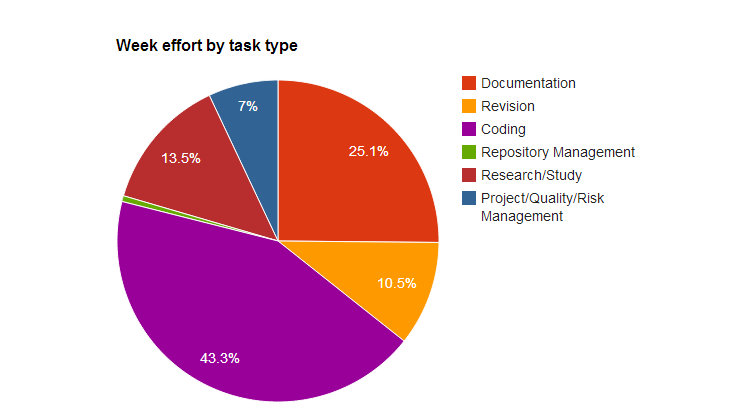 Week effort by task type
Documentation
Revision
Coding
Repository Management
Research/Study
Project/Quality/Risk
Management
7%
25.1%
13.5%
10.5%
43.3%